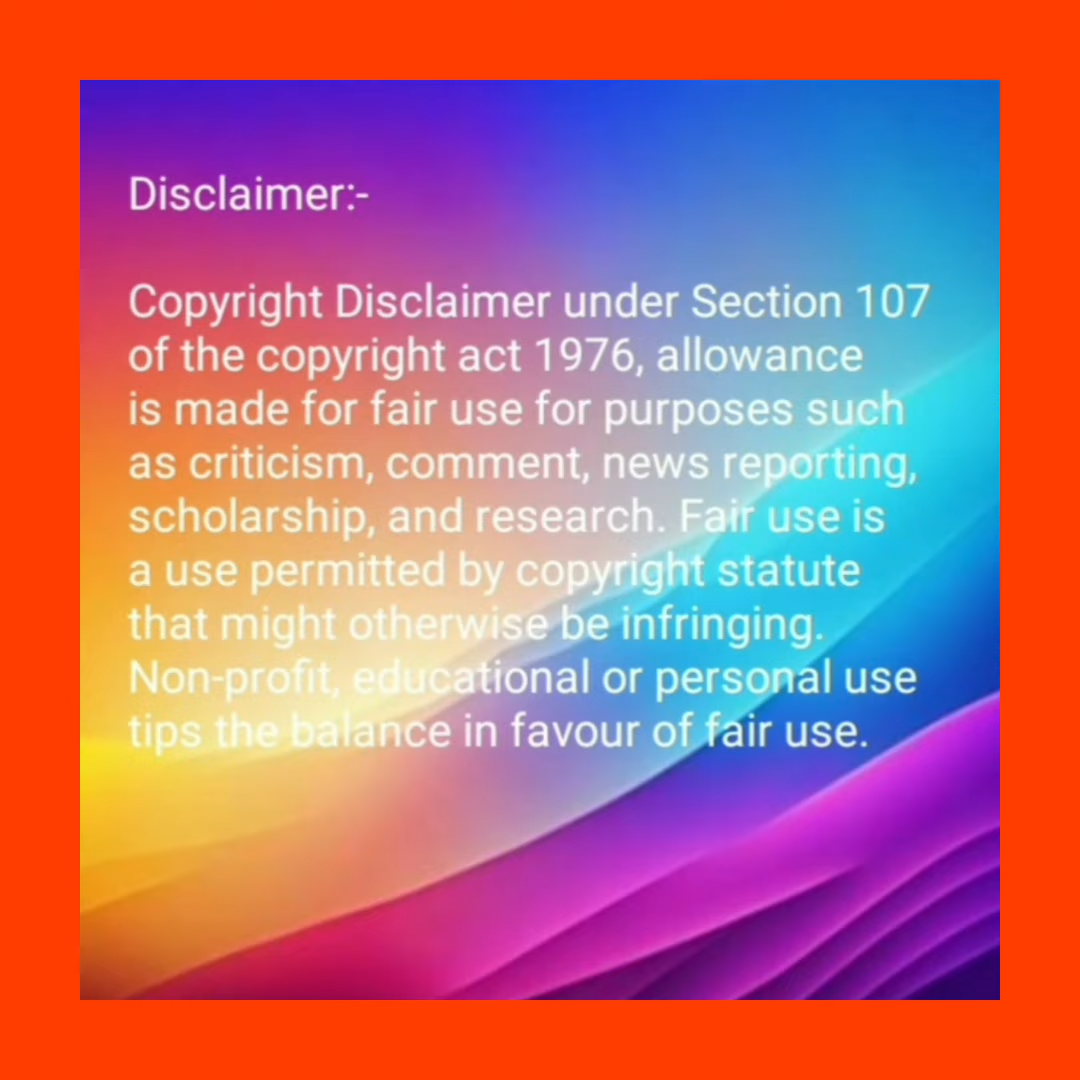 Disclaimer:-
Copyright Disclaimer under Section 107
of the copyright act 1976, allowance
is made for fair use for purposes such
as criticism, comment, news reporting,
scholarship, and research. Fair use is
a use permitted by copyright statute
that might otherwise be infringing.
Non-profit, educational or personal use
tips the balance in favour of fair use.